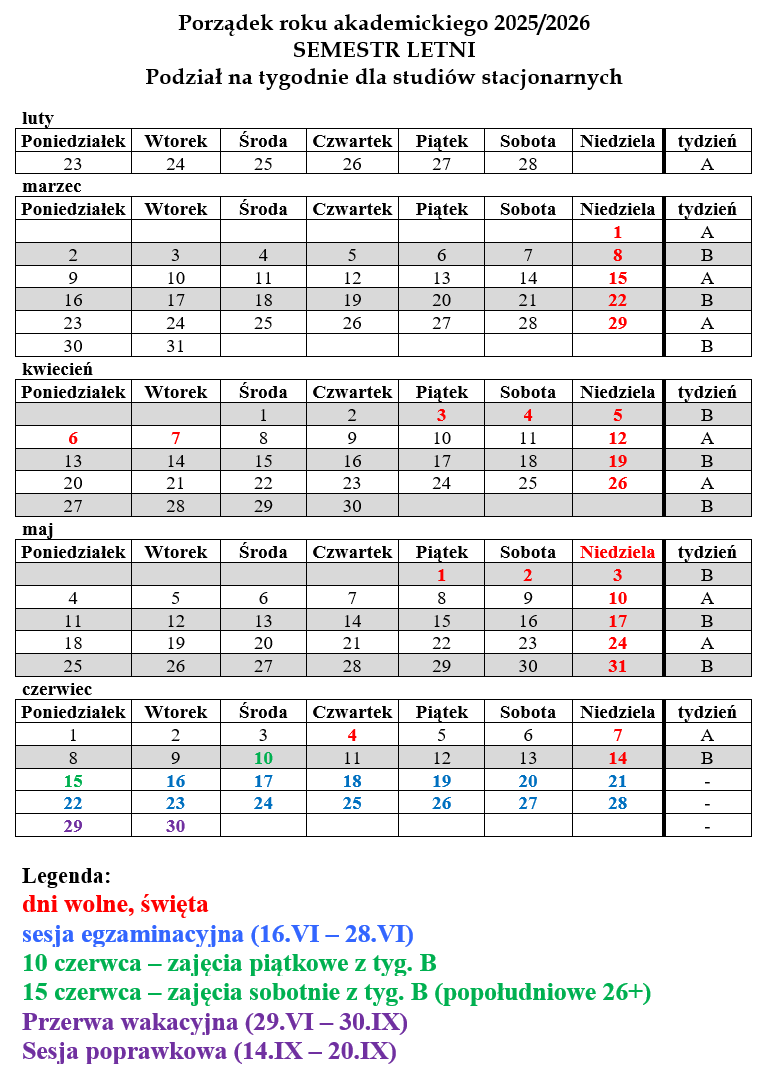 Porządek roku akademickiego 2025/2026
SEMESTR LETNI
Podział na tygodnie dla studiów stacjonarnych
luty
Poniedziałek Wtorek Środa Czwartek Piątek Sobota Niedziela tydzień
23 24 25 26 27 28 A
marzec
Poniedziałek Wtorek Środa Czwartek Piątek Sobota Niedziela tydzień
1 A
2 3 4 5 6 7 8 B
9 10 11 12 13 14 15 A
16 17 18 19 20 21 22 B
23 24 25 26 27 28 29 A
30 31 B
kwiecień
Poniedziałek Wtorek Środa Czwartek Piątek Sobota Niedziela tydzień
1 2 3 4 5 B
6 7 8 9 10 11 12 A
13 14 15 16 17 18 19 B
20 21 22 23 24 25 26 A
27 28 29 30 B
maj
Poniedziałek Wtorek Środa Czwartek Piątek Sobota Niedziela tydzień
1 2 3 B
4 5 6 7 8 9 10 A
11 12 13 14 15 16 17 B
18 19 20 21 22 23 24 A
25 26 27 28 29 30 31 B
czerwiec
Poniedziałek Wtorek Środa Czwartek Piątek Sobota Niedziela tydzień
1 2 3 4 5 6 7 A
8 9 10 11 12 13 14 B
15 16 17 18 19 20 21 -
22 23 24 25 26 27 28 -
29 30 -
Legenda:
dni wolne, święta
sesja egzaminacyjna (16.VI – 28.VI)
10 czerwca – zajęcia piątkowe z tyg. B
15 czerwca – zajęcia sobotnie z tyg. B (popołudniowe 26+)
Przerwa wakacyjna (29.VI – 30.IX)
Sesja poprawkowa (14.IX – 20.IX)